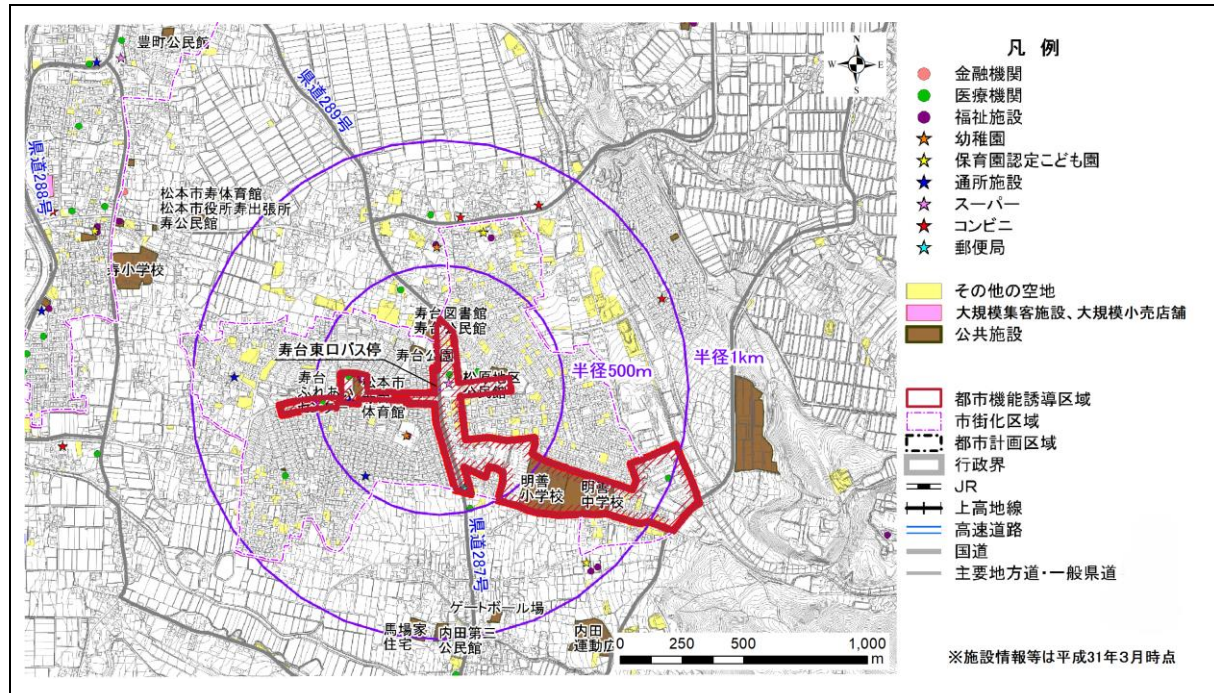 豊町公民館
県道289号
県道288号
松本市寿体育館
松本市役所寿出張所
寿公民館
寿小学校
寿台図書館
寿台公民館
寿台東口バス停
寿台公園
半径500m
半径1km
寿台
ふれあい
松本市
体育館
松原地区
公民館
明善
小学校
明善
中学校
県道287号
ゲートボール場
馬場家
住宅
内田第三
公民館
内田
運動広
0 250 500 1,000
m
N
W E
S
凡 例
金融機関
医療機関
福祉施設
幼稚園
保育園認定こども園
通所施設
スーパー
コンビニ
郵便局
その他の空地
大規模集客施設、大規模小売店舗
公共施設
都市機能誘導区域
市街化区域
都市計画区域
行政界
JR
上高地線
高速道路
国道
主要地方道・一般県道
※施設情報等は平成31年3月時点